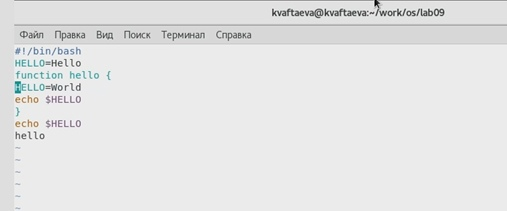 kvaftaeva@kvaftaeva:~/work/os/lab09
Файл Правка Вид Поиск Терминал Справка
#!/bin/bash
HELLO=Hello
function hello {
HELLO=World
echo $HELLO
}
echo $HELLO
hello
~
~
~
~
~
~